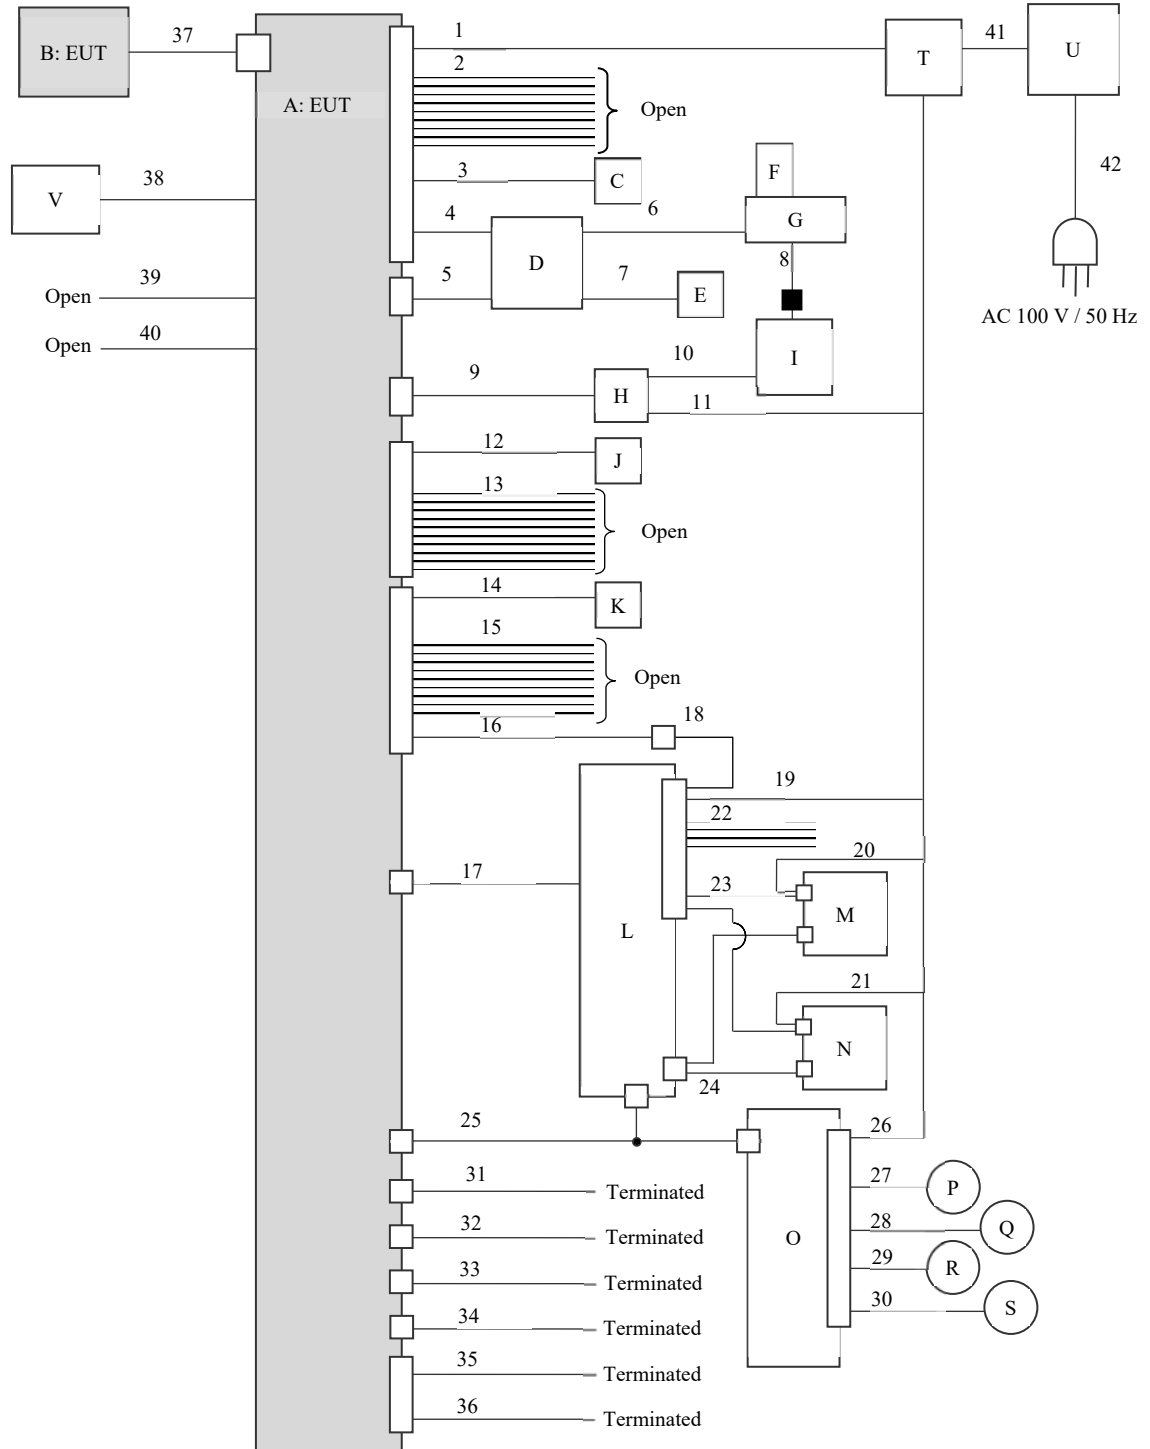 B: EUT
37
1
T
41
U
2
A: EUT
Open
42
V
38
3
C
F
4
6
G
D
8
5
7
E
39
Open
40
Open
AC 100 V / 50 Hz
9
10
I
H
11
12
J
13
Open
14
K
15
Open
16
18
19
22
20
17
23
M
L
21
N
24
25
26
31
Terminated
27
P
32
Terminated
28
Q
O
33
Terminated
29
R
30
S
34
Terminated
35
Terminated
36
Terminated